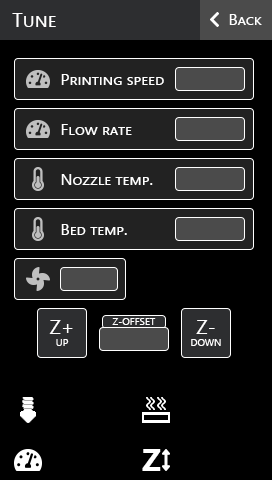 Tune
Back
Printing speed
Flow rate
Nozzle temp.
Bed temp.
Z+
UP
Z-OFFSET
Z-
DOWN
Z